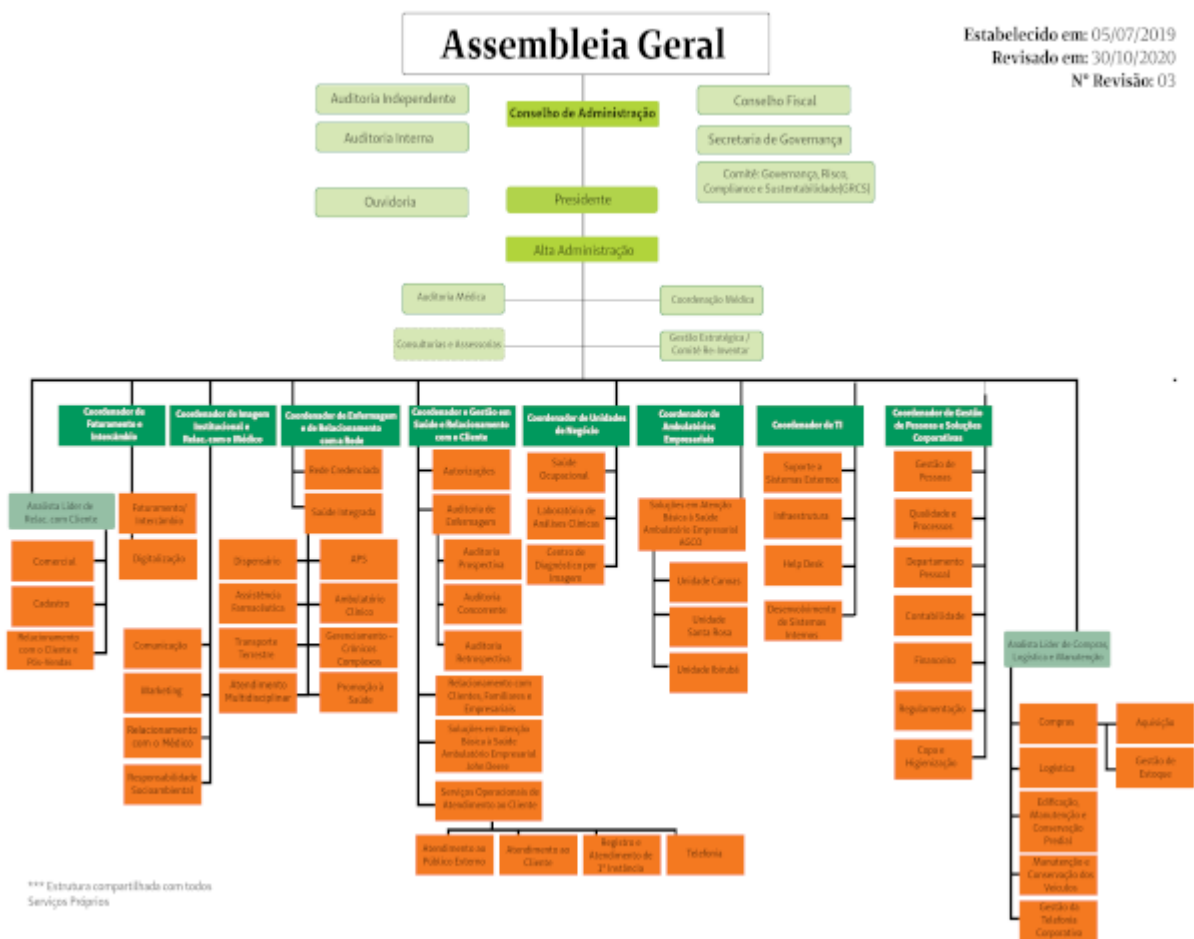 Assembleia Geral
Estabelecido em: 05/07/2019
Revisado em: 30/10/2020
N° Revisão: 03
Auditoria Independente
Conselho de Administração
Conselho Fiscal
Auditoria Interna
Secretaria de Governança
Comitê: Governança, Risco,
Compliance e Sustentabilidade(GRCS)
Ouvidoria
Presidente
Alta Administração
Auditoria Médica
Coordenação Médica
Consultorias e Assessorias
Gestão Estratégica /
Comitê Re-inventar
Coordenador de
Faturamento e
Intercâmbio
Coordenador de Imagem
Institucional e
Relac. com o Médico
Coordenador de Enfermagem
e de Relacionamento
com a Rede
Coordenador e Gestão em
Saúde e Relacionamento
com o Cliente
Coordenador de Unidades
de Negócio
Coordenador de
Ambulatórios
Empresariais
Coordenador de TI
Coordenador de Gestão
de Pessoas e Soluções
Corporativas
Analista Líder de
Relac. com Cliente
Comercial
Cadastro
Relacionamento
com o Cliente e
Pós-Vendas
Faturamento/
Intercâmbio
Digitalização
Comunicação
Marketing
Relacionamento
com o Médico
Responsabilidade
Socioambiental
Rede Credenciada
Saúde Integrada
Dispensário
APS
Assistência
Farmacêutica
Ambulatório
Clínico
Transporte
Terrestre
Gerenciamento -
Crônicos
Complexos
Atendimento
Multidisciplinar
Promoção à
Saúde
Autorizações
Auditoria de
Enfermagem
Auditoria
Prospectiva
Auditoria
Concorrente
Auditoria
Retrospectiva
Relacionamento com
Clientes, Familiares e
Empresariais
Soluções em Atenção
Básica à Saúde
Ambulatório Empresarial
John Deere
Serviços Operacionais de
Atendimento ao Cliente
Atendimento ao
Público Externo
Atendimento ao
Cliente
Registro e
Atendimento de
Instância
Telefonia
Saúde
Ocupacional
Laboratório de
Análises Clínicas
Centro de
Diagnóstico por
Imagem
Soluções em Atenção
Básica à Saúde
Ambulatório Empresarial
AGCO
Unidade Canoas
Unidade
Santa Rosa
Unidade Ibirubá
Suporte a
Sistemas Externos
Infraestrutura
Help Desk
Desenvolvimento
de Sistemas
Internos
Gestão de
Pessoas
Qualidade e
Processos
Departamento
Pessoal
Contabilidade
Financeiro
Regulamentação
Copa e
Higienização
Analista Líder de Compras,
Logística e Manutenção
Compras
Aquisição
Gestão de
Estoque
Logística
Edificação,
Manutenção e
Conservação
Predial
Manutenção e
Conservação dos
Veículos
Gestão da
Telefonia
Corporativa
*** Estrutura compartilhada com todos
Serviços Próprios